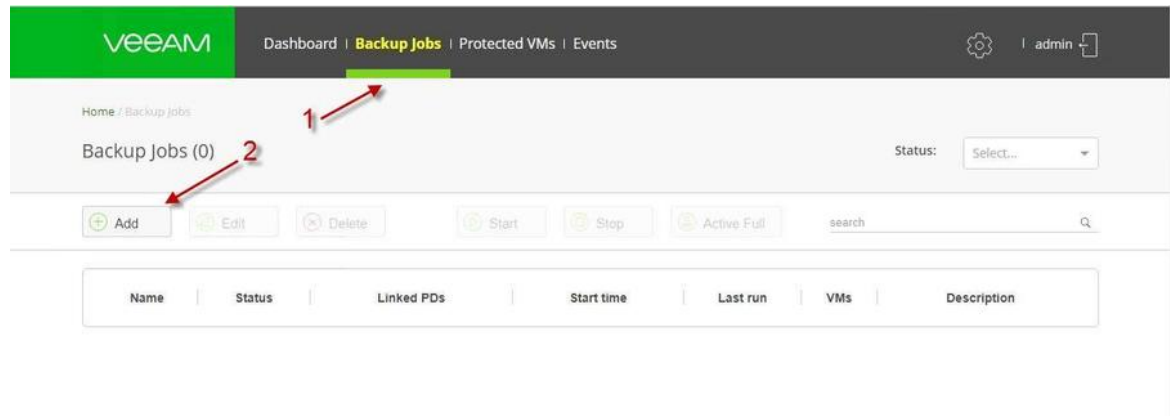 veeam Dashboard | Backup Jobs | Protected VMs | Events | admin
Home / Backup Jobs
1
Backup Jobs (0) 2 Status: Select...
Add Edit Delete Start Stop Active Full search
Name Status Linked PDs Start time Last run VMs Description